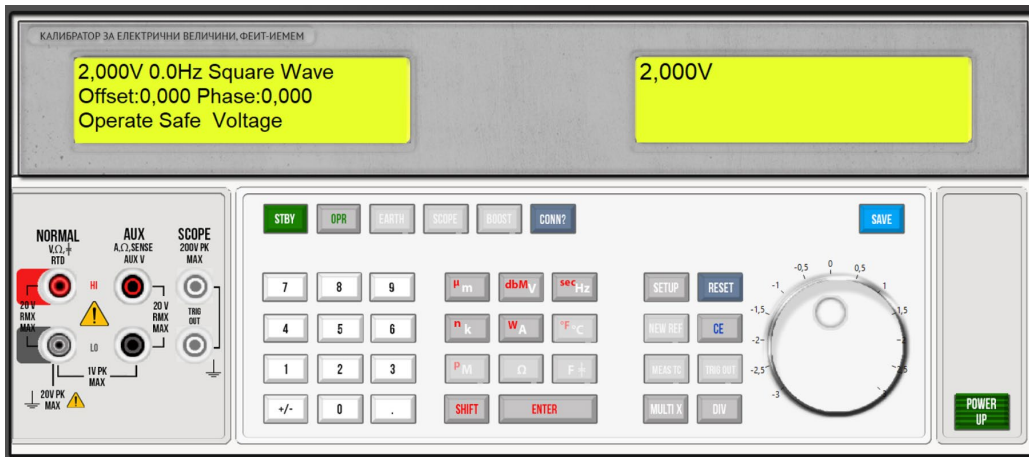 КАЛИБРАТОР ЗА ЕЛЕКТРИЧНИ ВЕЛИЧИНИ, ФЕИТ-ИЕМЕМ
2,000V 0.0Hz Square Wave
Offset:0,000 Phase:0,000
Operate Safe Voltage
2,000V
STBY OPR EARTH SCOPE BOOST CONN? SAVE
NORMAL
V,Ω,
RTD
AUX
A,Ω,SENSE
AUX V
SCOPE
200V PK
MAX
HI
20 V
RMX
MAX
20 V
RMX
MAX
TRIG
OUT
LO
1V PK
MAX
20V PK
MAX
7 8 9 µ m dbM V sec Hz SETUP RESET
4 5 6 n k W A °F °C NEW REF CE
1 2 3 P M Ω F MEAS TC TRIG OUT
+/- 0 . SHIFT ENTER MULTI X DIV
-0,5 0 0,5
-1 1
-1,5 1,5
-2 2
-2,5 2,5
-3 3
POWER
UP